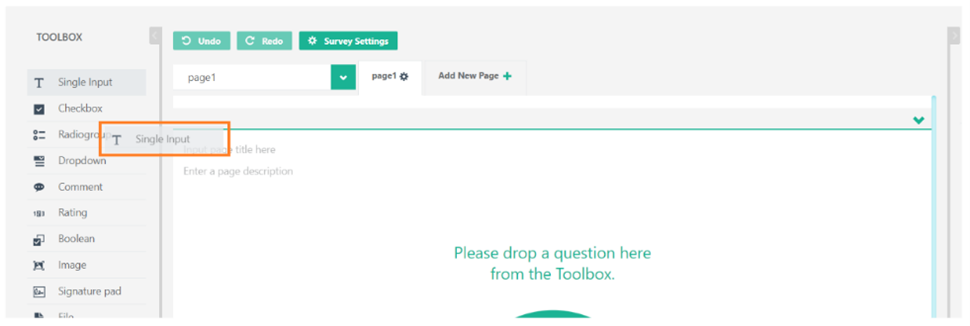 TOOLBOX
Undo
Redo
Survey Settings
page1
page1
Add New Page
Single Input
Checkbox
Radiogroup
Single Input
Dropdown
Comment
Rating
Boolean
Image
Signature pad
File
Input page title here
Enter a page description
Please drop a question here
from the Toolbox.